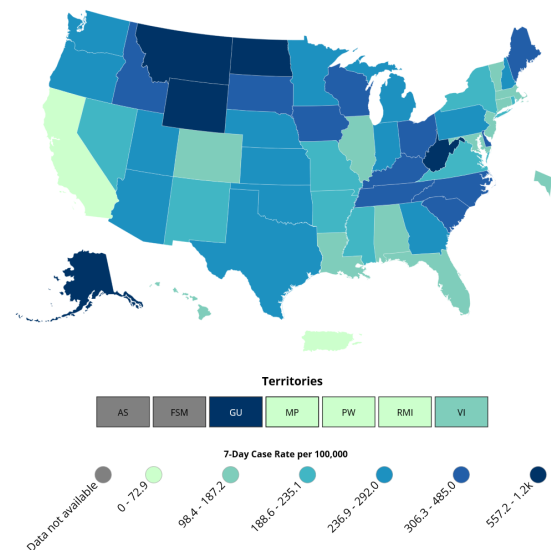 Territories
AS FSM GU MP PW RMI VI
7-Day Case Rate per 100,000
Data not available
0 - 72.9
98.4 - 187.2
188.6 - 235.1
236.9 - 292.0
306.3 - 485.0
557.2 - 1.2k